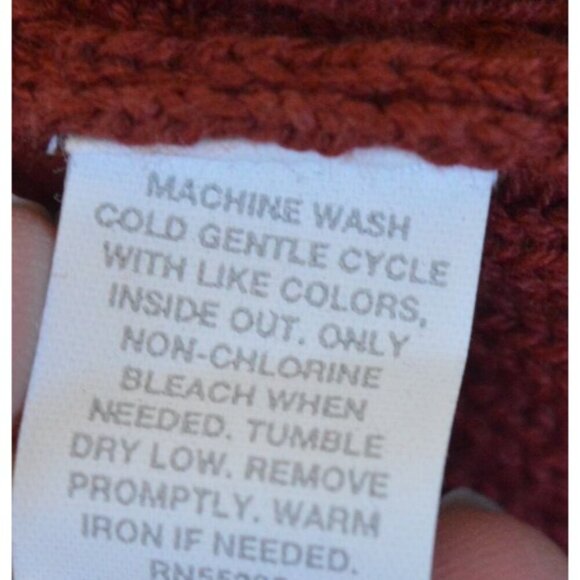 MACHINE WASH
COLD GENTLE CYCLE
WITH LIKE COLORS,
INSIDE OUT. ONLY
NON-CHLORINE
BLEACH WHEN
NEEDED. TUMBLE
DRY LOW. REMOVE
PROMPTLY. WARM
IRON IF NEEDED.